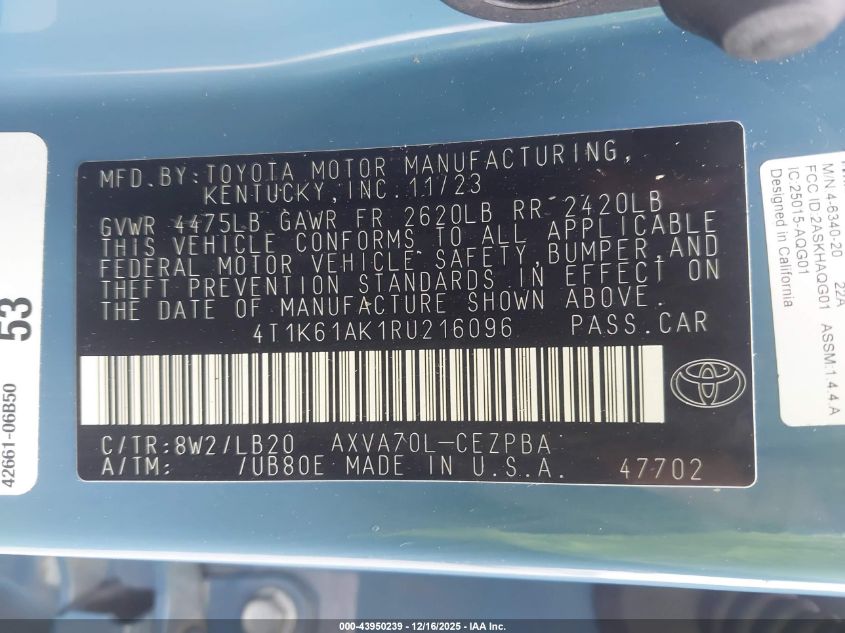 53
42661-06B50
MFD.BY:TOYOTA MOTOR MANUFACTURING,
KENTUCKY,INC.11/23
GVWR 4475LB GAWR FR 2620LB RR 2420LB
THIS VEHICLE CONFORMS TO ALL APPLICABLE
FEDERAL MOTOR VEHICLE SAFETY,BUMPER,AND
THEFT PREVENTION STANDARDS IN EFFECT ON
THE DATE OF MANUFACTURE SHOWN ABOVE.
4T1K61AK1RU216096 PASS.CAR
C/TR:8W2/LB20 AXVA70L-CEZPBA
A/TM: /UB80E MADE IN U.S.A. 47702
M/N 4-6340-20 22A
FCC ID 2ASKHAQG01 ASSM:1 4 4 A
IC:25015-AQG01
Designed in California
000-43950239 - 12/16/2025 - IAA Inc.